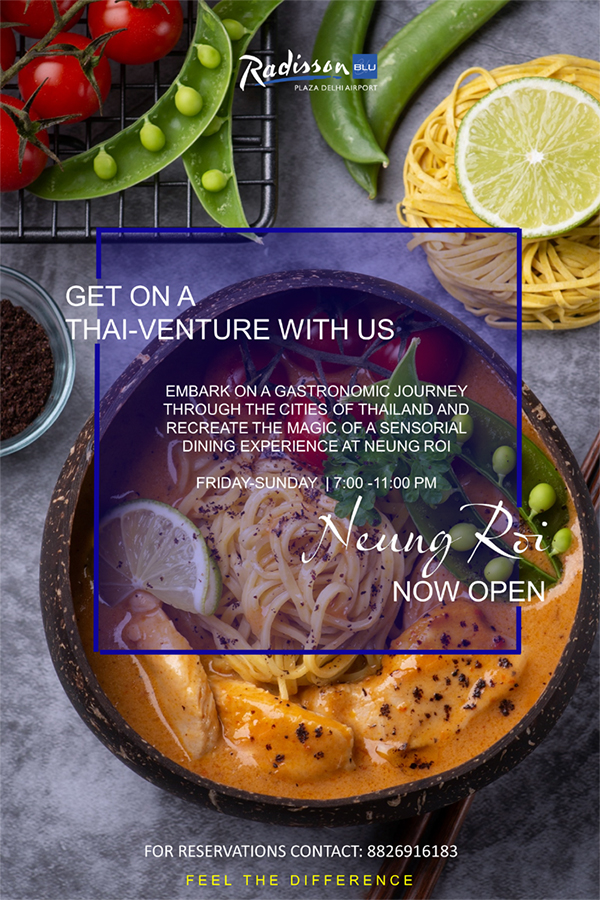 Radisson BLU
PLAZA DELHI AIRPORT
GET ON A
THAI-VENTURE WITH US
EMBARK ON A GASTRONOMIC JOURNEY
THROUGH THE CITIES OF THAILAND AND
RECREATE THE MAGIC OF A SENSORIAL
DINING EXPERIENCE AT NEUNG ROI
FRIDAY-SUNDAY | 7:00 -11:00 PM
Neung Roi
NOW OPEN
FOR RESERVATIONS CONTACT: 8826916183
FEEL THE DIFFERENCE